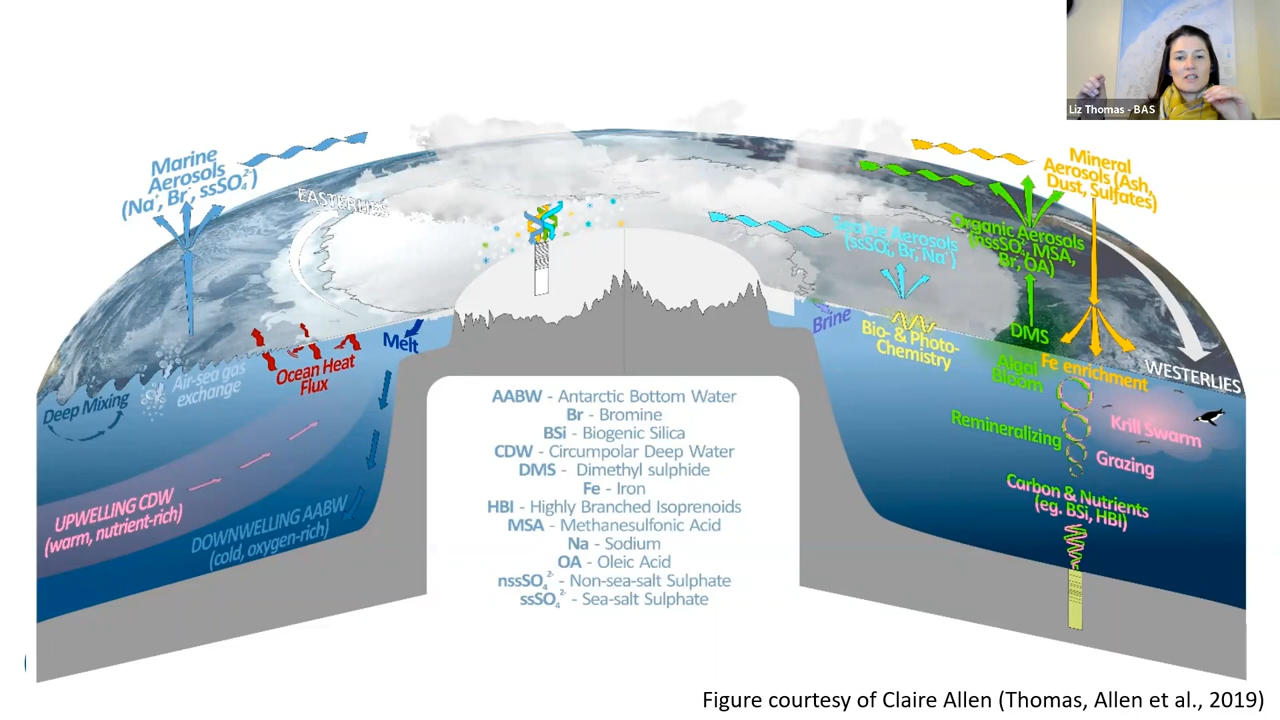 Liz Thomas - BAS
Marine
Aerosols
(Na⁺, Br⁻, ssSO₄²⁻)
EASTERLIES
Mineral
Aerosols (Ash,
Dust, Sulfates)
Organic Aerosols
(nssSO₄²⁻, MSA,
Br⁻, OA)
Sea Ice Aerosols
(ssSO₄²⁻, Br⁻, Na⁺)
Brine
Bio- & Photo-
Chemistry
DMS
Algal
Bloom
Fe enrichment
WESTERLIES
Melt
Ocean Heat
Flux
Air-sea gas
exchange
Deep Mixing
Krill Swarm
Remineralizing
Grazing
Carbon & Nutrients
(eg. BSi, HBI)
UPWELLING CDW
(warm, nutrient-rich)
DOWNWELLING AABW
(cold, oxygen-rich)
AABW - Antarctic Bottom Water
Br - Bromine
BSi - Biogenic Silica
CDW - Circumpolar Deep Water
DMS - Dimethyl sulphide
Fe - Iron
HBI - Highly Branched Isoprenoids
MSA - Methanesulfonic Acid
Na - Sodium
OA - Oleic Acid
nssSO₄²⁻ - Non-sea-salt Sulphate
ssSO₄²⁻ - Sea-salt Sulphate
Figure courtesy of Claire Allen (Thomas, Allen et al., 2019)